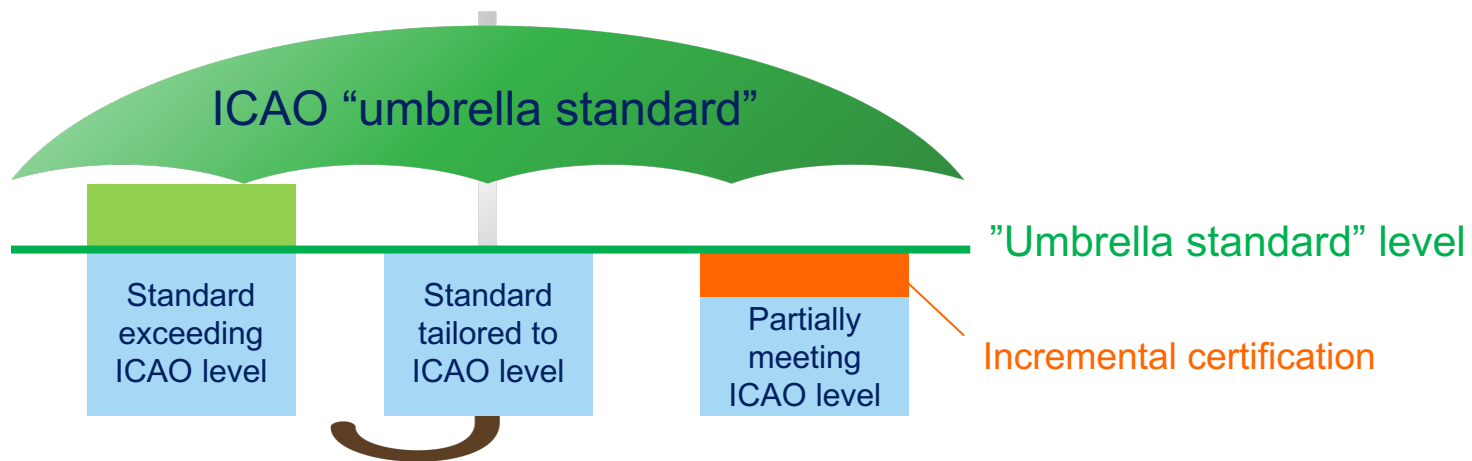 ICAO “umbrella standard”
”Umbrella standard” level
Standard
exceeding
ICAO level
Standard
tailored to
ICAO level
Partially
meeting
ICAO level
Incremental certification